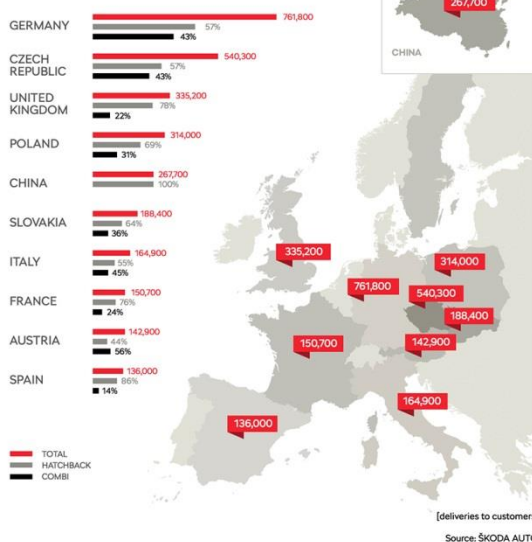 GERMANY
761,800
57%
43%
CZECH
REPUBLIC
540,300
57%
43%
UNITED
KINGDOM
335,200
78%
22%
POLAND
314,000
69%
31%
CHINA
267,700
100%
SLOVAKIA
188,400
64%
36%
ITALY
164,900
55%
45%
FRANCE
150,700
76%
24%
AUSTRIA
142,900
44%
56%
SPAIN
136,000
86%
14%
TOTAL
HATCHBACK
COMBI
267,700
CHINA
335,200
314,000
761,800
540,300
188,400
150,700
142,900
164,900
136,000
[deliveries to customer
Source: ŠKODA AUT